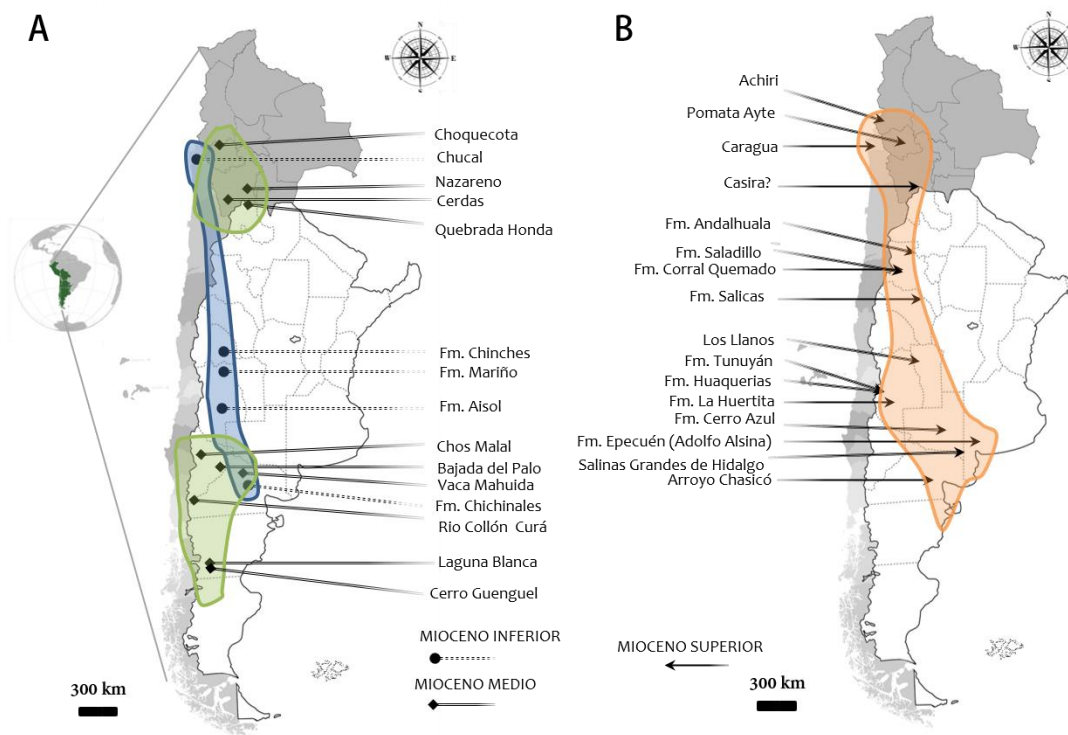 A
N
W
E
S
Choquecota
Chucal
Nazareno
Cerdas
Quebrada Honda
Fm. Chinches
Fm. Mariño
Fm. Aisol
Chos Malal
Bajada del Palo
Vaca Mahuida
Fm. Chichinales
Rio Collón Curá
Laguna Blanca
Cerro Guenguel
MIOCENO INFERIOR
MIOCENO MEDIO
300 km
B
N
W
S
Achiri
Pomata Ayte
Caragua
Casira?
Fm. Andalhuala
Fm. Saladillo
Fm. Corral Quemado
Fm. Salicas
Los Llanos
Fm. Tunuyán
Fm. Huaquerias
Fm. La Huertita
Fm. Cerro Azul
Fm. Epecuén (Adolfo Alsina)
Salinas Grandes de Hidalgo
Arroyo Chasicó
MIOCENO SUPERIOR
300 km